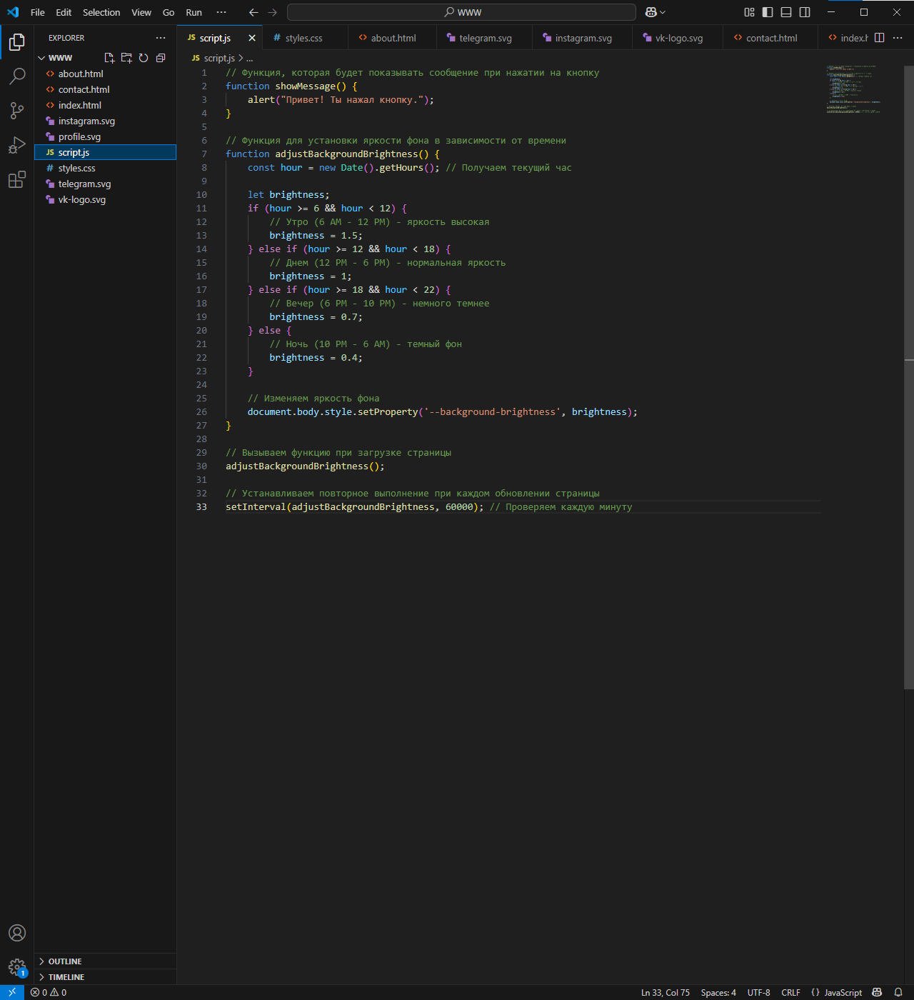 File Edit Selection View Go Run ··· WWW
EXPLORER ···
WWW
about.html
contact.html
index.html
instagram.svg
profile.svg
JS script.js
# styles.css
telegram.svg
vk-logo.svg
OUTLINE
TIMELINE
JS script.js # styles.css <> about.html telegram.svg instagram.svg vk-logo.svg <> contact.html <> index.h ···
JS script.js > ...
1 // Функция, которая будет показывать сообщение при нажатии на кнопку
2 function showMessage() {
3 alert("Привет! Ты нажал кнопку.");
4 }
5
6 // Функция для установки яркости фона в зависимости от времени
7 function adjustBackgroundBrightness() {
8 const hour = new Date().getHours(); // Получаем текущий час
9
10 let brightness;
11 if (hour >= 6 && hour < 12) {
12 // Утро (6 AM - 12 PM) - яркость высокая
13 brightness = 1.5;
14 } else if (hour >= 12 && hour < 18) {
15 // Днем (12 PM - 6 PM) - нормальная яркость
16 brightness = 1;
17 } else if (hour >= 18 && hour < 22) {
18 // Вечер (6 PM - 10 PM) - немного темнее
19 brightness = 0.7;
20 } else {
21 // Ночь (10 PM - 6 AM) - темный фон
22 brightness = 0.4;
23 }
24
25 // Изменяем яркость фона
26 document.body.style.setProperty('--background-brightness', brightness);
27 }
28
29 // Вызываем функцию при загрузке страницы
30 adjustBackgroundBrightness();
31
32 // Устанавливаем повторное выполнение при каждом обновлении страницы
33 setInterval(adjustBackgroundBrightness, 60000); // Проверяем каждую минуту
1
0 0 Ln 33, Col 75 Spaces: 4 UTF-8 CRLF { } JavaScript